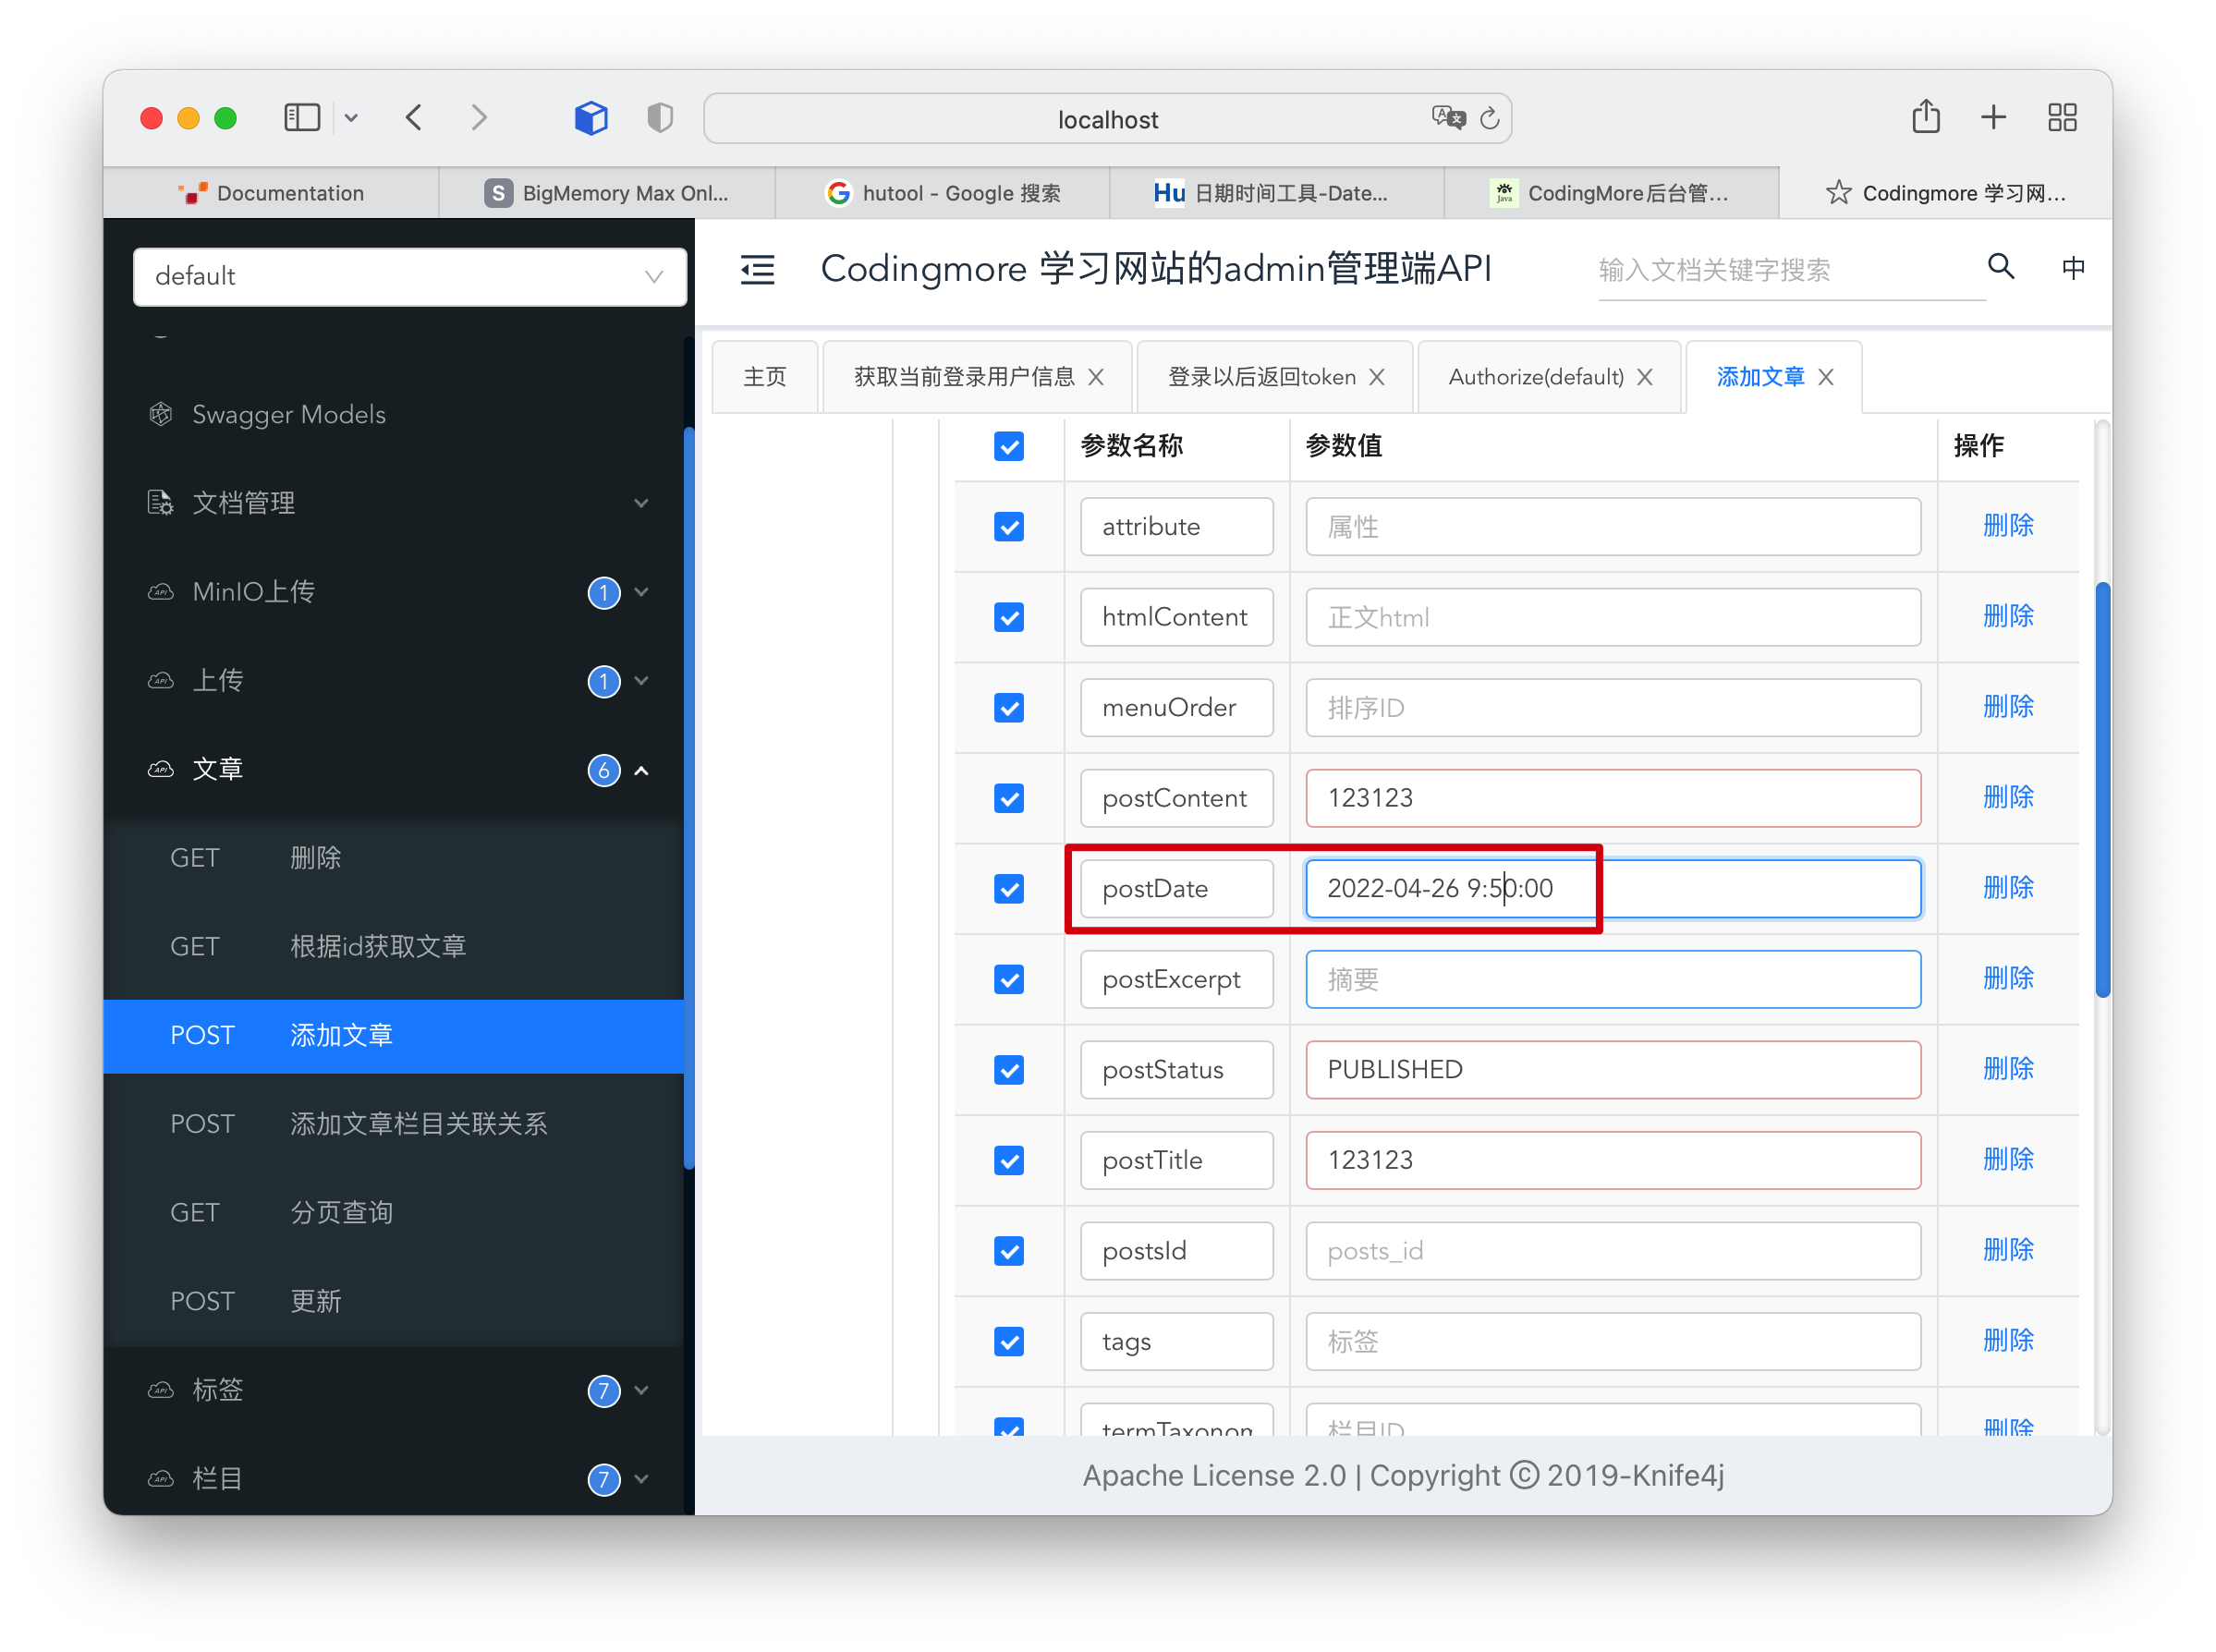 localhost
Documentation
BigMemory Max Onl...
hutool - Google 搜索
Hu 日期时间工具-Date...
CodingMore后台管...
Codingmore 学习网...
default
Codingmore 学习网站的admin管理端API
输入文档关键字搜索
中
主页
获取当前登录用户信息
登录以后返回token
Authorize(default)
添加文章
Swagger Models
文档管理
MinIO上传 1
上传 1
文章 6
GET 删除
GET 根据id获取文章
POST 添加文章
POST 添加文章栏目关联关系
GET 分页查询
POST 更新
标签 7
栏目 7
参数名称 参数值 操作
attribute 属性 删除
htmlContent 正文html 删除
menuOrder 排序ID 删除
postContent 123123 删除
postDate 2022-04-26 9:50:00 删除
postExcerpt 摘要 删除
postStatus PUBLISHED 删除
postTitle 123123 删除
postsId posts_id 删除
tags 标签 删除
termTaxonon 栏目ID 删除
Apache License 2.0 | Copyright © 2019-Knife4j